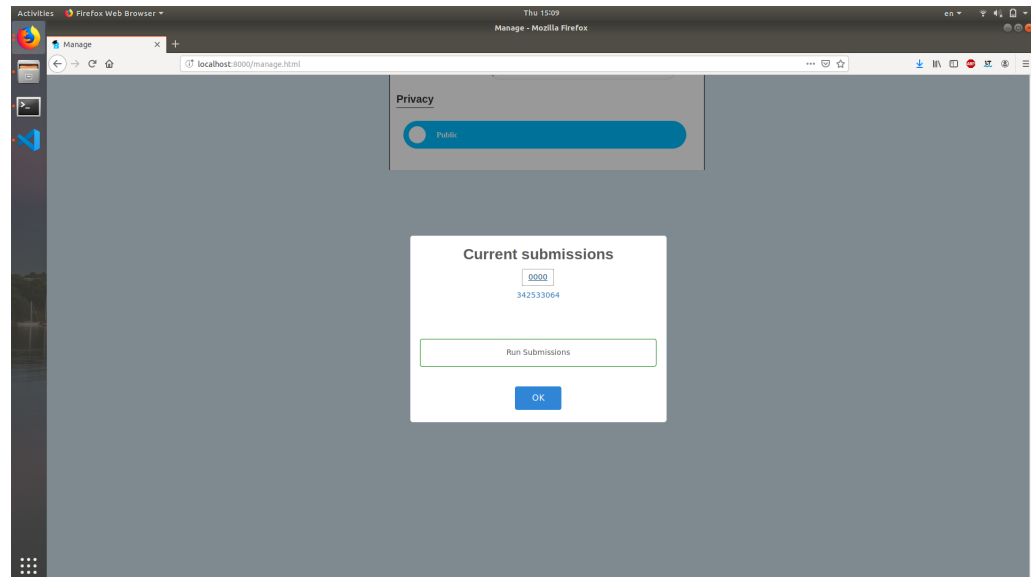 Activities Firefox Web Browser Thu 15:09 en
Manage - Mozilla Firefox
Manage
localhost:8000/manage.html
Privacy
Public
Current submissions
0000
342533064
Run Submissions
OK